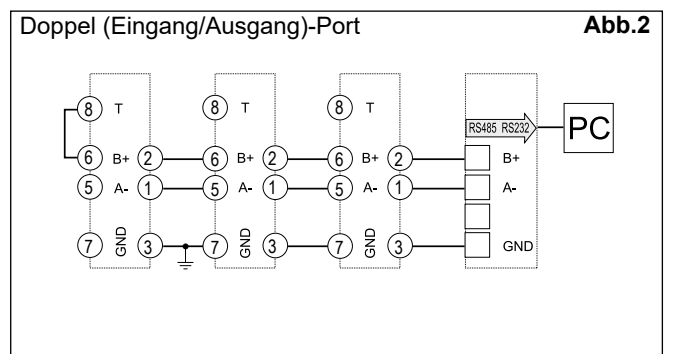 Doppel (Eingang/Ausgang)-Port Abb.2
8 T 8 T 8 T
RS485 RS232 PC
6 B+ 2 6 B+ 2 6 B+ 2 B+
5 A- 1 5 A- 1 5 A- 1 A-
7 GND 3 7 GND 3 7 GND 3 GND